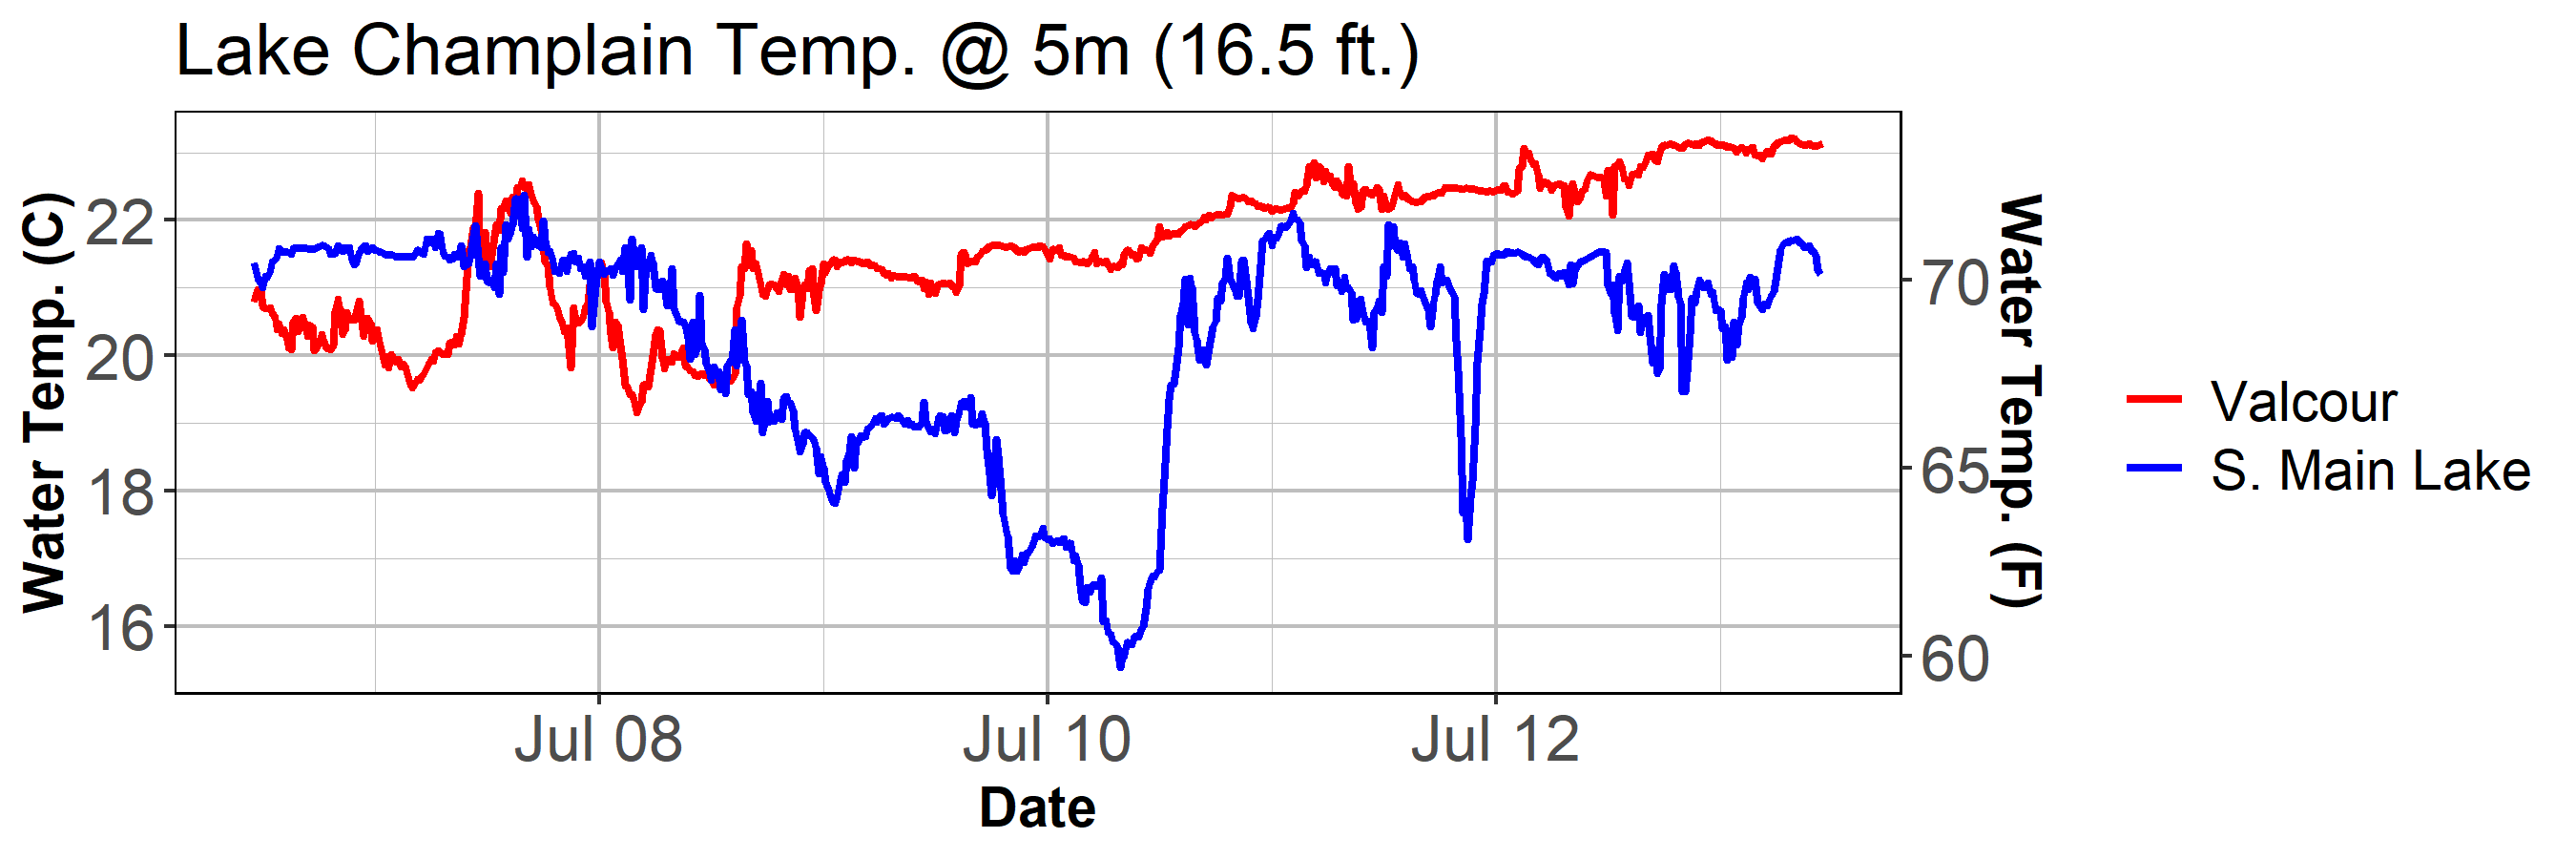 Lake Champlain Temp. @ 5m (16.5 ft.)
Water Temp. (C)
22
20
18
16
70
65
60
Water Temp. (F)
Jul 08
Jul 10
Jul 12
Date
Valcour
S. Main Lake